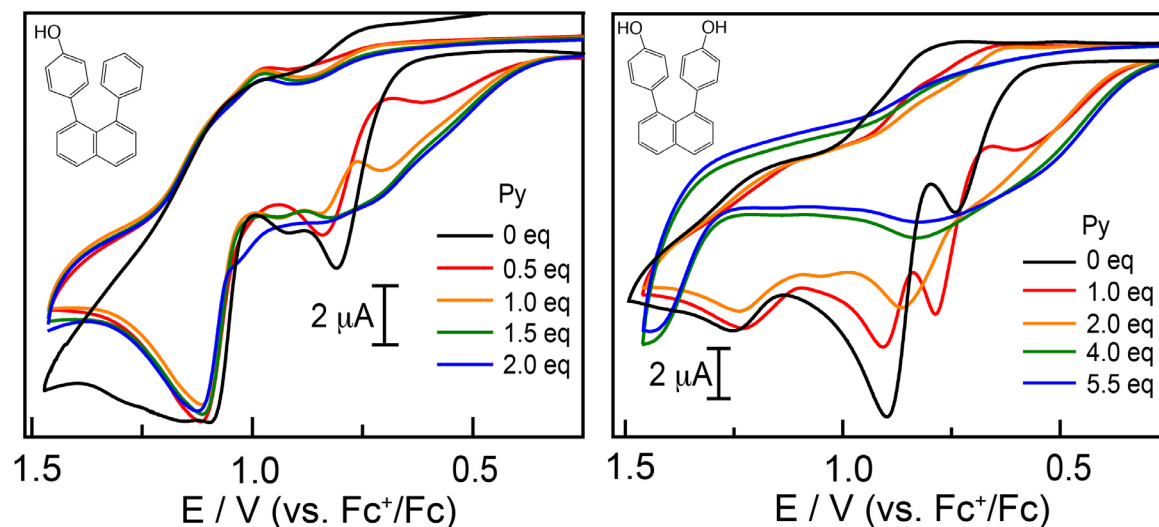 HO
Py
0 eq
0.5 eq
1.0 eq
1.5 eq
2.0 eq
2 μA
1.5
1.0
0.5
E / V (vs. Fc⁺/Fc)
HO
OH
Py
0 eq
1.0 eq
2.0 eq
4.0 eq
5.5 eq
2 μA
1.5
1.0
0.5
E / V (vs. Fc⁺/Fc)